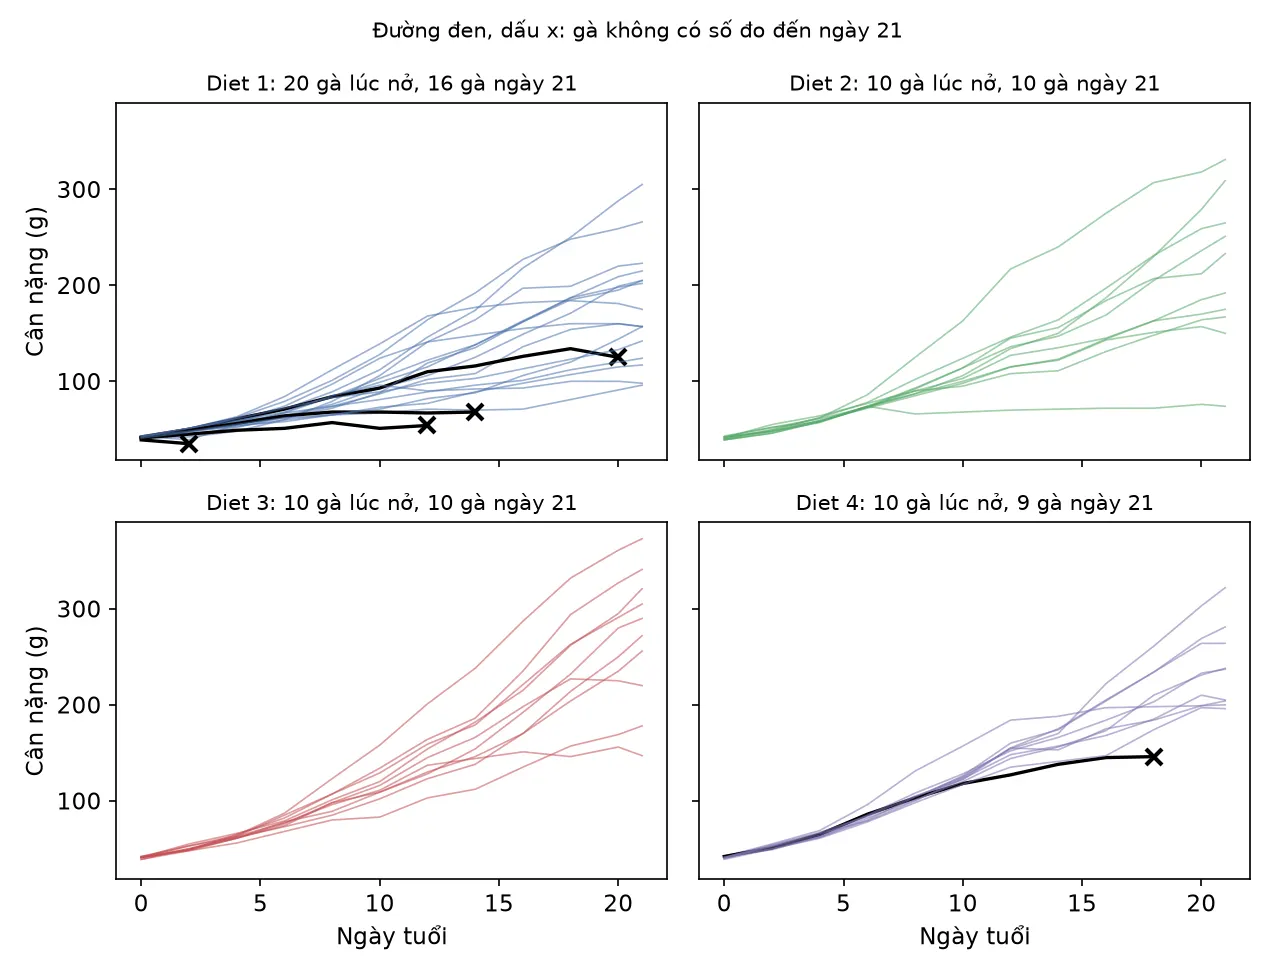 Đường đen, dấu x: gà không có số đo đến ngày 21
Diet 1: 20 gà lúc nở, 16 gà ngày 21
Diet 2: 10 gà lúc nở, 10 gà ngày 21
Cân nặng (g)
300
200
100
Diet 3: 10 gà lúc nở, 10 gà ngày 21
Diet 4: 10 gà lúc nở, 9 gà ngày 21
Cân nặng (g)
300
200
100
0 5 10 15 20
0 5 10 15 20
Ngày tuổi
Ngày tuổi